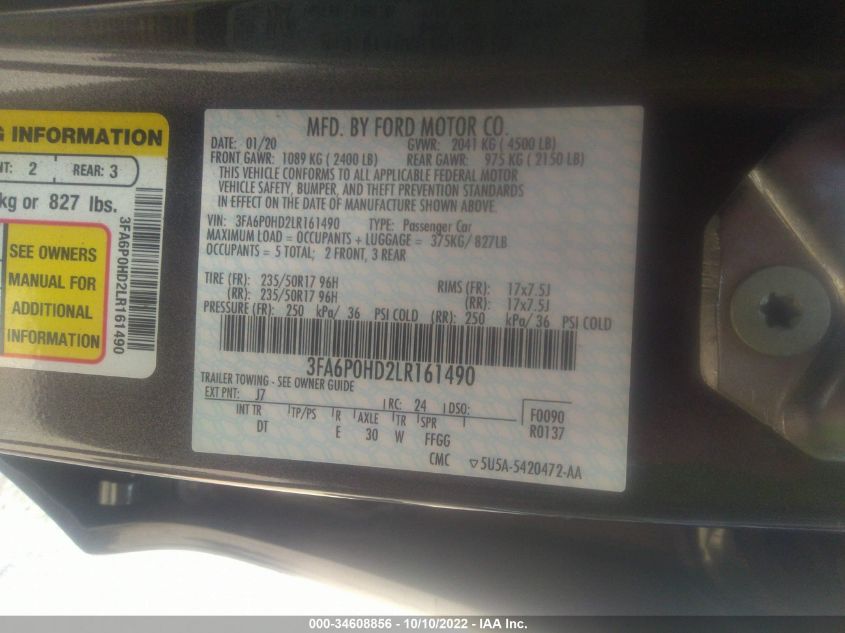 G INFORMATION
NT: 2 REAR: 3
kg or 827 lbs.
SEE OWNERS
MANUAL FOR
ADDITIONAL
INFORMATION
3FA6P0HD2LR161490
MFD. BY FORD MOTOR CO.
DATE: 01/20 GVWR: 2041 KG ( 4500 LB)
FRONT GAWR: 1089 KG ( 2400 LB) REAR GAWR: 975 KG ( 2150 LB)
THIS VEHICLE CONFORMS TO ALL APPLICABLE FEDERAL MOTOR
VEHICLE SAFETY, BUMPER, AND THEFT PREVENTION STANDARDS
IN EFFECT ON THE DATE OF MANUFACTURE SHOWN ABOVE.
VIN: 3FA6P0HD2LR161490 TYPE: Passenger Car
MAXIMUM LOAD = OCCUPANTS + LUGGAGE = 375KG/ 827LB
OCCUPANTS = 5 TOTAL; 2 FRONT, 3 REAR
TIRE (FR): 235/50R17 96H RIMS (FR): 17x7.5J
(RR): 235/50R17 96H (RR): 17x7.5J
PRESSURE (FR): 250 kPa/ 36 PSI COLD (RR): 250 kPa/ 36 PSI COLD
3FA6P0HD2LR161490
TRAILER TOWING - SEE OWNER GUIDE
EXT PNT: J7 RC: 24 DSO: F0090
INT TR TP/PS R AXLE TR SPR R0137
DT E 30 W FFGG
CMC ▽5U5A-5420472-AA
000-34608856 - 10/10/2022 - IAA Inc.